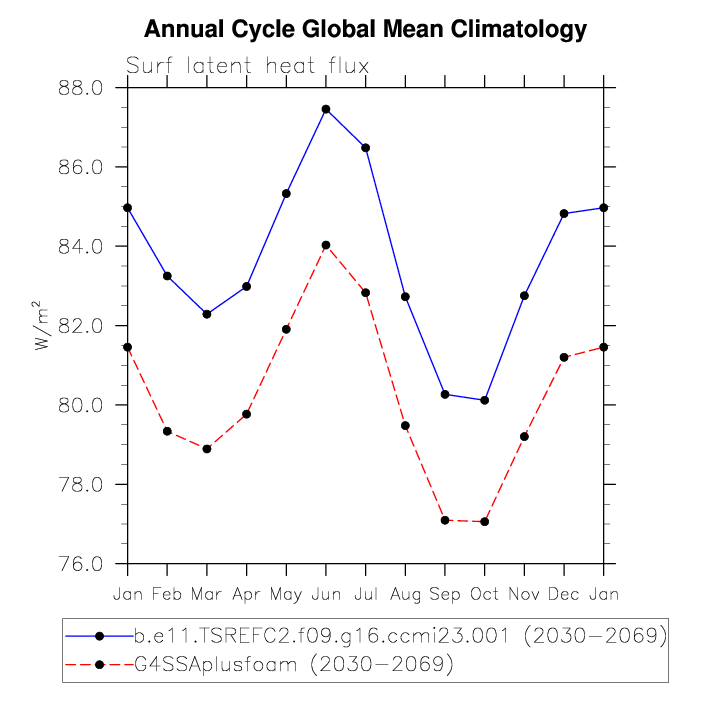 Annual Cycle Global Mean Climatology
Surf latent heat flux
88.0
86.0
84.0
82.0
80.0
78.0
76.0
W/m²
Jan Feb Mar Apr May Jun Jul Aug Sep Oct Nov Dec Jan
b.e11.TSREFC2.f09.g16.ccmi23.001 (2030-2069)
G4SSAplusfoam (2030-2069)